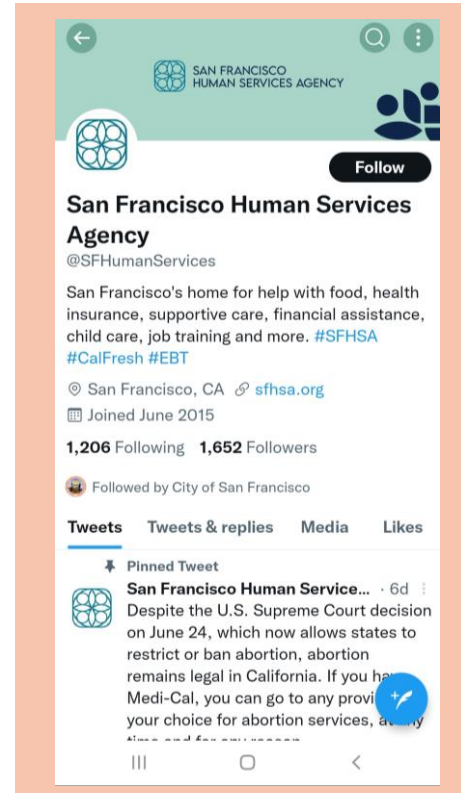 SAN FRANCISCO
HUMAN SERVICES AGENCY
Follow
San Francisco Human Services
Agency
@SFHumanServices
San Francisco's home for help with food, health
insurance, supportive care, financial assistance,
child care, job training and more. #SFHSA
#CalFresh #EBT
San Francisco, CA sfhsa.org
Joined June 2015
1,206 Following 1,652 Followers
Followed by City of San Francisco
Tweets Tweets & replies Media Likes
Pinned Tweet
San Francisco Human Service... · 6d
Despite the U.S. Supreme Court decision
on June 24, which now allows states to
restrict or ban abortion, abortion
remains legal in California. If you
Medi-Cal, you can go to any
your choice for abortion services,
time and for any reason